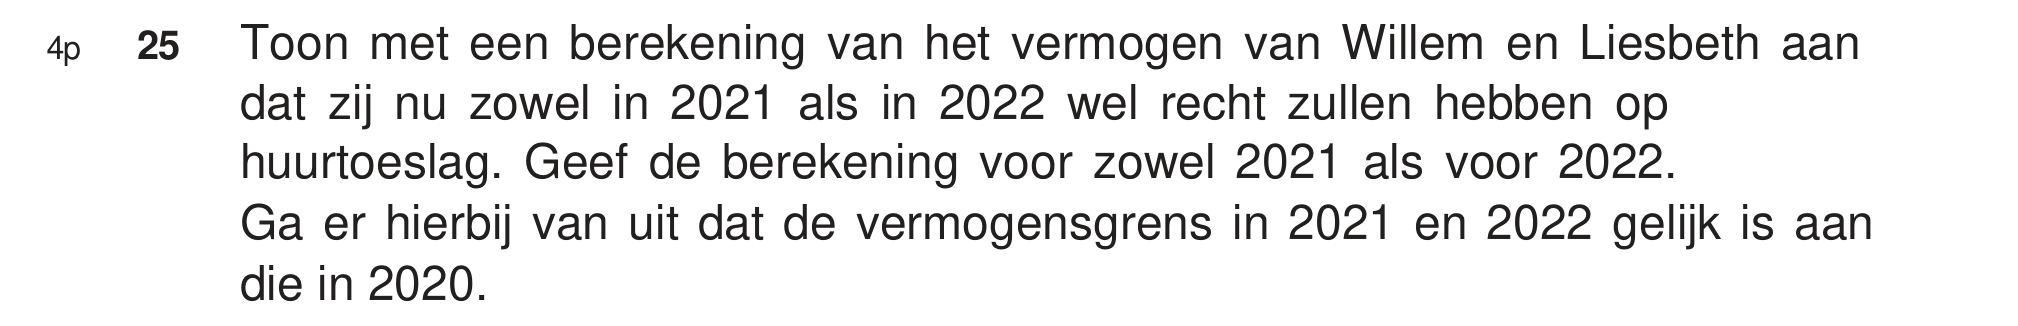 4p 25 Toon met een berekening van het vermogen van Willem en Liesbeth aan
dat zij nu zowel in 2021 als in 2022 wel recht zullen hebben op
huurtoeslag. Geef de berekening voor zowel 2021 als voor 2022.
Ga er hierbij van uit dat de vermogensgrens in 2021 en 2022 gelijk is aan
die in 2020.